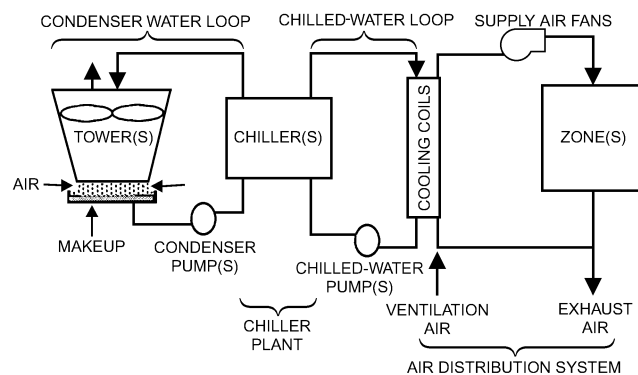 CONDENSER WATER LOOP
CHILLED-WATER LOOP
SUPPLY AIR FANS
TOWER(S)
CHILLER(S)
COOLING COILS
ZONE(S)
AIR
MAKEUP
CONDENSER
PUMP(S)
CHILLED-WATER
PUMP(S)
VENTILATION
AIR
EXHAUST
AIR
CHILLER
PLANT
AIR DISTRIBUTION SYSTEM